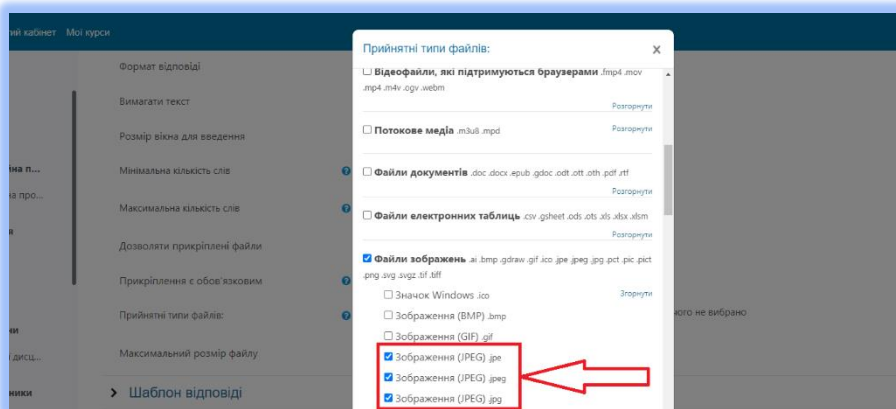 ий кабінет Мої курси
Прийнятні типи файлів: ×
Формат відповіді
Відеофайли, які підтримуються браузерами .fmp4 .mov
.mp4 .m4v .ogv .webm
Вимагати текст
Розгорнути
Потокове медіа .m3u8 .mpd Розгорнути
Розмір вікна для введення
йна п...
Мінімальна кількість слів
Файли документів .doc .docx .epub .gdoc .odt .ott .oth .pdf .rtf
Розгорнути
на про...
Максимальна кількість слів
Файли електронних таблиць .csv .gsheet .ods .ots .xls .xlsx .xlsm
Розгорнути
я
Дозволяти прикріплені файли
Файли зображень .ai .bmp .gdraw .gif .ico .jpe .jpeg .jpg .pct .pic .pict
.png .svg .svgz .tif .tiff
Прикріплення є обов'язковим
Значок Windows .ico Згорнути
Прийнятні типи файлів:
Зображення (BMP) .bmp
чого не вибрано
ни
Зображення (GIF) .gif
дисц...
Максимальний розмір файлу
Зображення (JPEG) .jpe
Зображення (JPEG) .jpeg
ники
Шаблон відповіді
Зображення (JPEG) .jpg